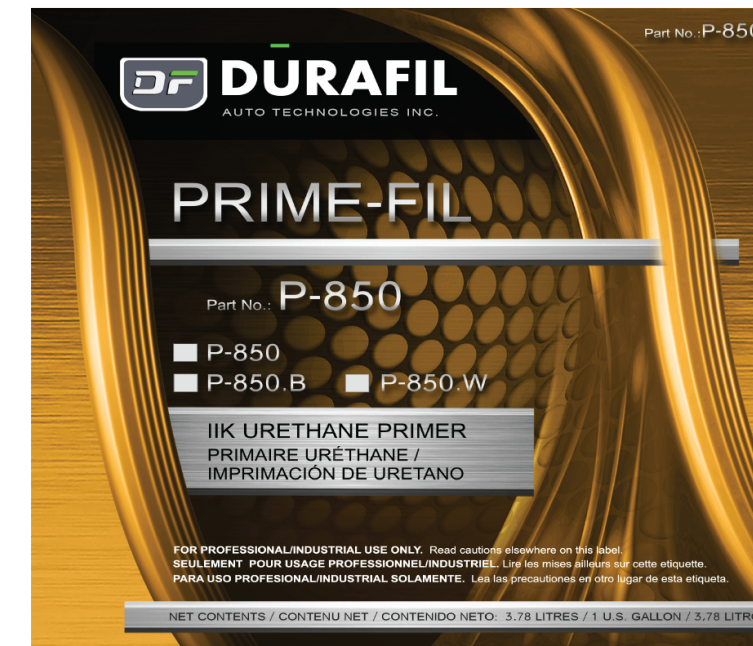 Part No.:P-850
DF
DŪRAFIL
AUTO TECHNOLOGIES INC.
PRIME-FIL
Part No.: P-850
P-850
P-850.B P-850.W
IIK URETHANE PRIMER
PRIMAIRE URÉTHANE /
IMPRIMACIÓN DE URETANO
FOR PROFESSIONAL/INDUSTRIAL USE ONLY. Read cautions elsewhere on this label.
SEULEMENT POUR USAGE PROFESSIONNEL/INDUSTRIEL. Lire les mises ailleurs sur cette etiquette.
PARA USO PROFESIONAL/INDUSTRIAL SOLAMENTE. Lea las precautiones en otro lugar de esta etiqueta.
NET CONTENTS / CONTENU NET / CONTENIDO NETO: 3.78 LITRES / 1 U.S. GALLON / 3,78 LITR